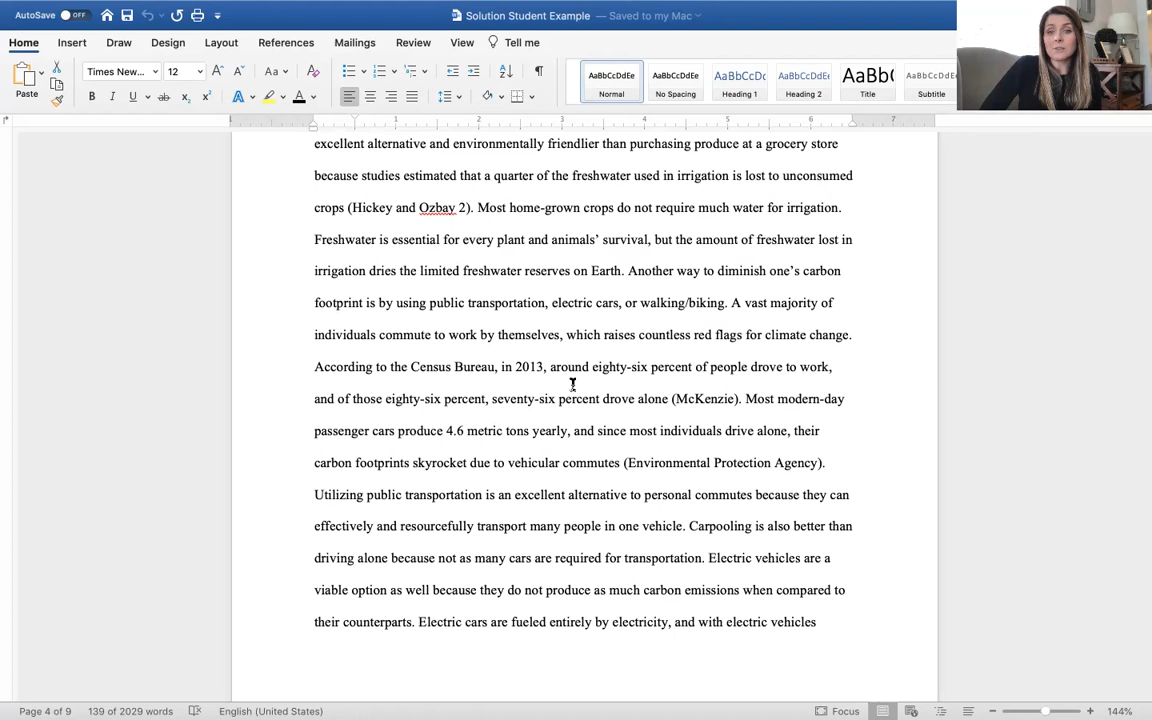 AutoSave OFF Solution Student Example — Saved to my Mac
Home Insert Draw Design Layout References Mailings Review View Tell me
Paste Times New... 12 Aa AaBbCcDdEe AaBbCcDdEe AaBbCcDc AaBbCcDdEe AaBb( AaBbCcDdEe
B I U ab x₂ x² A A Normal No Spacing Heading 1 Heading 2 Title Subtitle
1 1 2 3 4 5 6 7
excellent alternative and environmentally friendlier than purchasing produce at a grocery store
because studies estimated that a quarter of the freshwater used in irrigation is lost to unconsumed
crops (Hickey and Ozbay 2). Most home-grown crops do not require much water for irrigation.
Freshwater is essential for every plant and animals’ survival, but the amount of freshwater lost in
irrigation dries the limited freshwater reserves on Earth. Another way to diminish one’s carbon
footprint is by using public transportation, electric cars, or walking/biking. A vast majority of
individuals commute to work by themselves, which raises countless red flags for climate change.
According to the Census Bureau, in 2013, around eighty-six percent of people drove to work,
and of those eighty-six percent, seventy-six percent drove alone (McKenzie). Most modern-day
passenger cars produce 4.6 metric tons yearly, and since most individuals drive alone, their
carbon footprints skyrocket due to vehicular commutes (Environmental Protection Agency).
Utilizing public transportation is an excellent alternative to personal commutes because they can
effectively and resourcefully transport many people in one vehicle. Carpooling is also better than
driving alone because not as many cars are required for transportation. Electric vehicles are a
viable option as well because they do not produce as much carbon emissions when compared to
their counterparts. Electric cars are fueled entirely by electricity, and with electric vehicles
Page 4 of 9 139 of 2029 words English (United States) Focus 144%